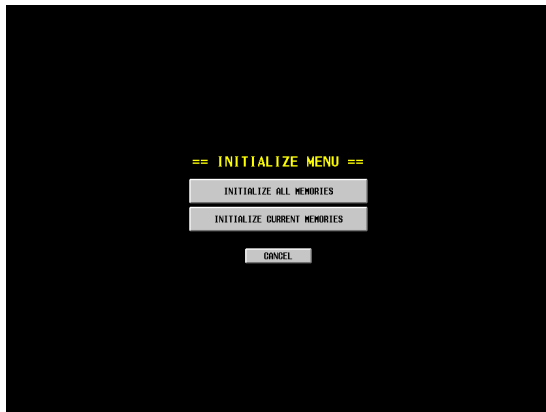 == INITIALIZE MENU ==
INITIALIZE ALL MEMORIES
INITIALIZE CURRENT MEMORIES
CANCEL